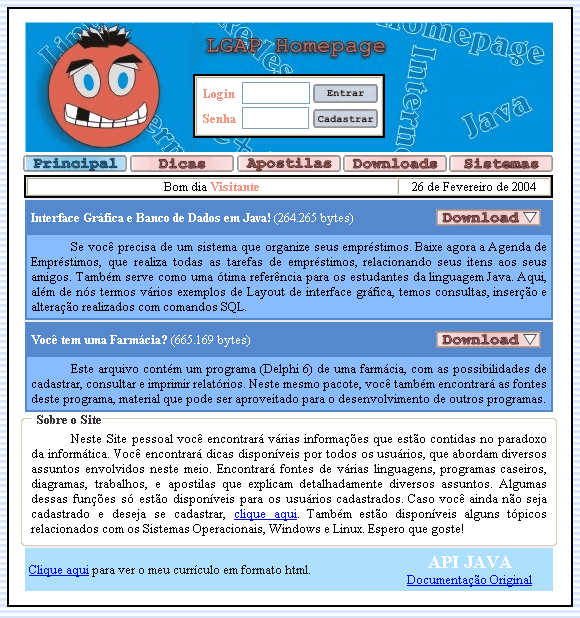 LGAP Homepage
Homepage
Interno
Java
Login
Entrar
Senha
Cadastrar
Principal Dicas Apostilas Downloads Sistemas
Bom dia Visitante
26 de Fevereiro de 2004
Interface Gráfica e Banco de Dados em Java! (264.265 bytes)
Download
Se você precisa de um sistema que organize seus empréstimos. Baixe agora a Agenda de
Empréstimos, que realiza todas as tarefas de empréstimos, relacionando seus itens aos seus
amigos. Também serve como uma ótima referência para os estudantes da linguagem Java. Aqui,
além de nós termos vários exemplos de Layout de interface gráfica, temos consultas, inserção e
alteração realizados com comandos SQL.
Você tem uma Farmácia? (665.169 bytes)
Download
Este arquivo contém um programa (Delphi 6) de uma farmácia, com as possibilidades de
cadastrar, consultar e imprimir relatórios. Neste mesmo pacote, você também encontrará as fontes
deste programa, material que pode ser aproveitado para o desenvolvimento de outros programas.
Sobre o Site
Neste Site pessoal você encontrará várias informações que estão contidas no paradoxo
da informática. Você encontrará dicas disponíveis por todos os usuários, que abordam diversos
assuntos envolvidos neste meio. Encontrará fontes de várias linguagens, programas caseiros,
diagramas, trabalhos, e apostilas que explicam detalhadamente diversos assuntos. Algumas
dessas funções só estão disponíveis para os usuários cadastrados. Caso você ainda não seja
cadastrado e deseja se cadastrar, clique aqui. Também estão disponíveis alguns tópicos
relacionados com os Sistemas Operacionais, Windows e Linux. Espero que goste!
Clique aqui para ver o meu currículo em formato html.
API JAVA
Documentação Original